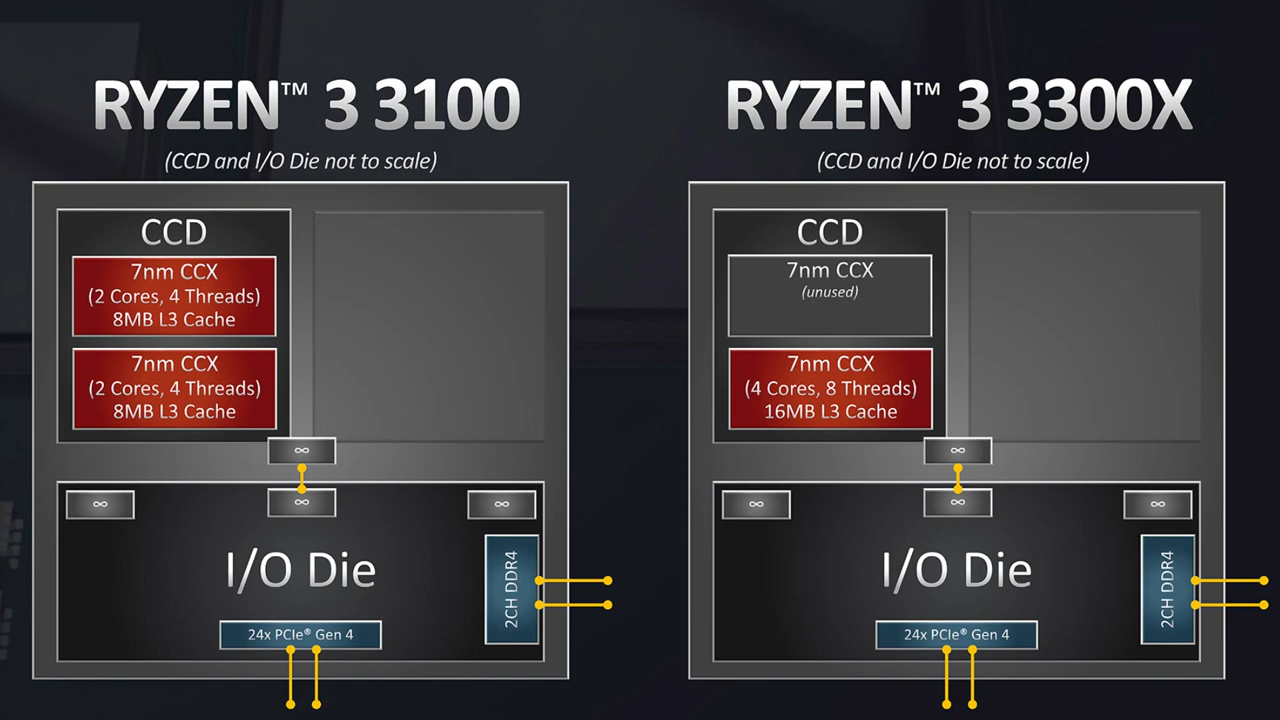 RYZEN™ 3 3100
(CCD and I/O Die not to scale)
CCD
7nm CCX
(2 Cores, 4 Threads)
8MB L3 Cache
7nm CCX
(2 Cores, 4 Threads)
8MB L3 Cache
∞
∞
∞
∞
I/O Die
2CH DDR4
24x PCIe® Gen 4
RYZEN™ 3 3300X
(CCD and I/O Die not to scale)
CCD
7nm CCX
(unused)
7nm CCX
(4 Cores, 8 Threads)
16MB L3 Cache
∞
∞
∞
∞
I/O Die
2CH DDR4
24x PCIe® Gen 4